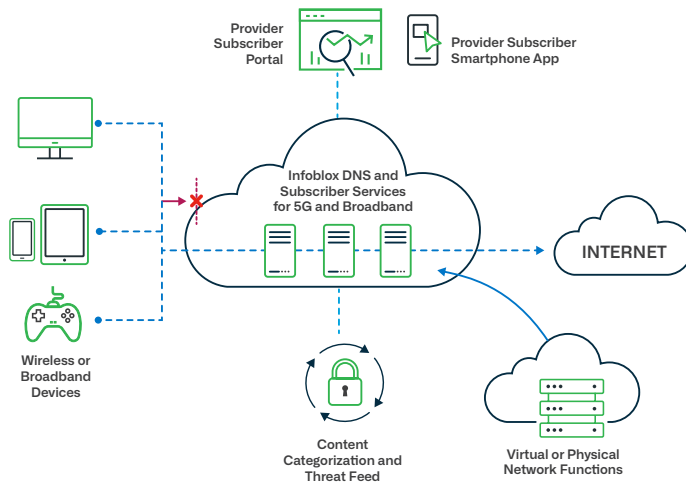 Provider
Subscriber
Portal
Provider Subscriber
Smartphone App
Infoblox DNS and
Subscriber Services
for 5G and Broadband
INTERNET
Wireless or
Broadband
Devices
Content
Categorization and
Threat Feed
Virtual or Physical
Network Functions